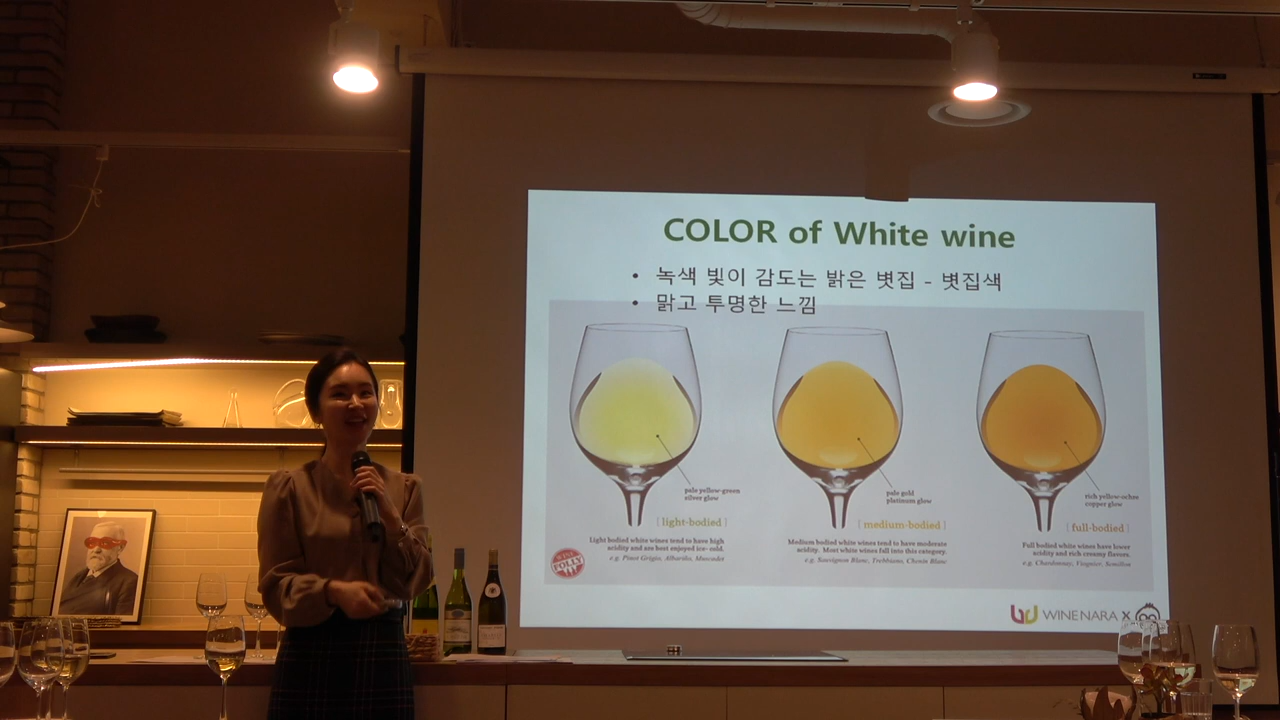 COLOR of White wine
• 녹색 빛이 감도는 밝은 볏집 - 볏집색
• 맑고 투명한 느낌
pale yellow-green
silver glow
[ light-bodied ]
Light bodied white wines tend to have high
acidity and are best enjoyed ice-cold.
e.g. Pinot Grigio, Albariño, Muscadet
pale gold
platinum glow
[ medium-bodied ]
Medium bodied white wines tend to have moderate
acidity. Most white wines fall into this category.
e.g. Sauvignon Blanc, Trebbiano, Chenin Blanc
rich yellow-ochre
copper glow
[ full-bodied ]
Full bodied white wines have lower
acidity and rich creamy flavors.
e.g. Chardonnay, Viognier, Semillon
WINE
FOLLY
WINENARA X